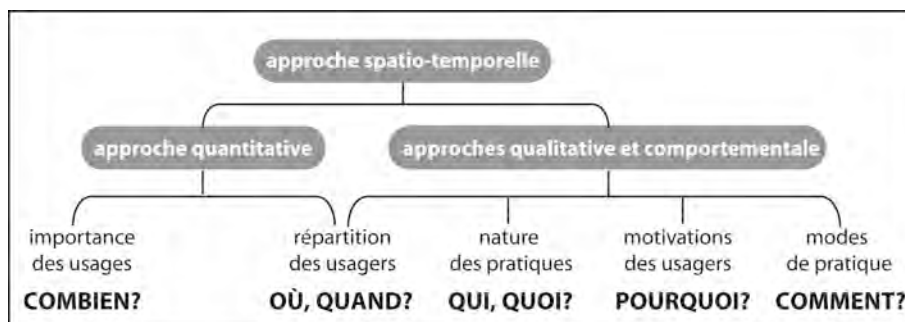 approche spatio-temporelle
approche quantitative
approches qualitative et comportementale
importance
des usages
COMBIEN?
répartition
des usagers
OÙ, QUAND?
nature
des pratiques
QUI, QUOI?
motivations
des usagers
POURQUOI?
modes
de pratique
COMMENT?